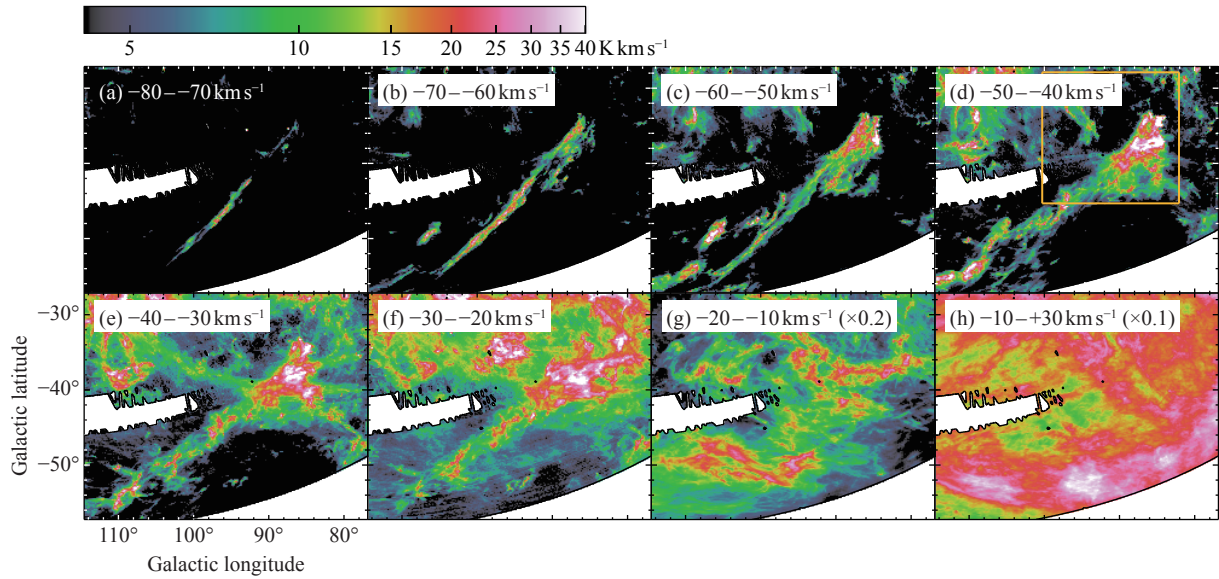 5 10 15 20 25 30 35 40 K km s⁻¹
(a) −80−−70 km s⁻¹
(b) −70−−60 km s⁻¹
(c) −60−−50 km s⁻¹
(d) −50−−40 km s⁻¹
(e) −40−−30 km s⁻¹
(f) −30−−20 km s⁻¹
(g) −20−−10 km s⁻¹ (×0.2)
(h) −10−+30 km s⁻¹ (×0.1)
−30°
−40°
−50°
Galactic latitude
110° 100° 90° 80°
Galactic longitude